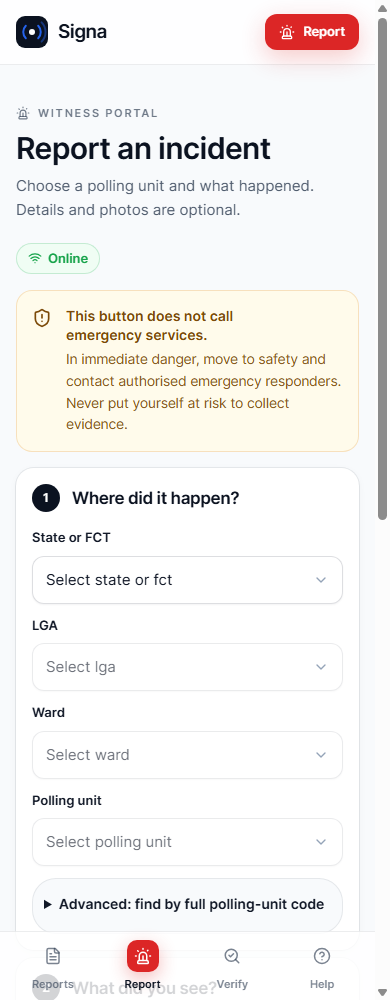 Signa
Report
WITNESS PORTAL
Report an incident
Choose a polling unit and what happened.
Details and photos are optional.
Online
This button does not call
emergency services.
In immediate danger, move to safety and
contact authorised emergency responders.
Never put yourself at risk to collect
evidence.
1
Where did it happen?
State or FCT
Select state or fct
LGA
Select lga
Ward
Select ward
Polling unit
Select polling unit
Advanced: find by full polling-unit code
What did you see?
Reports
Report
Verify
Help